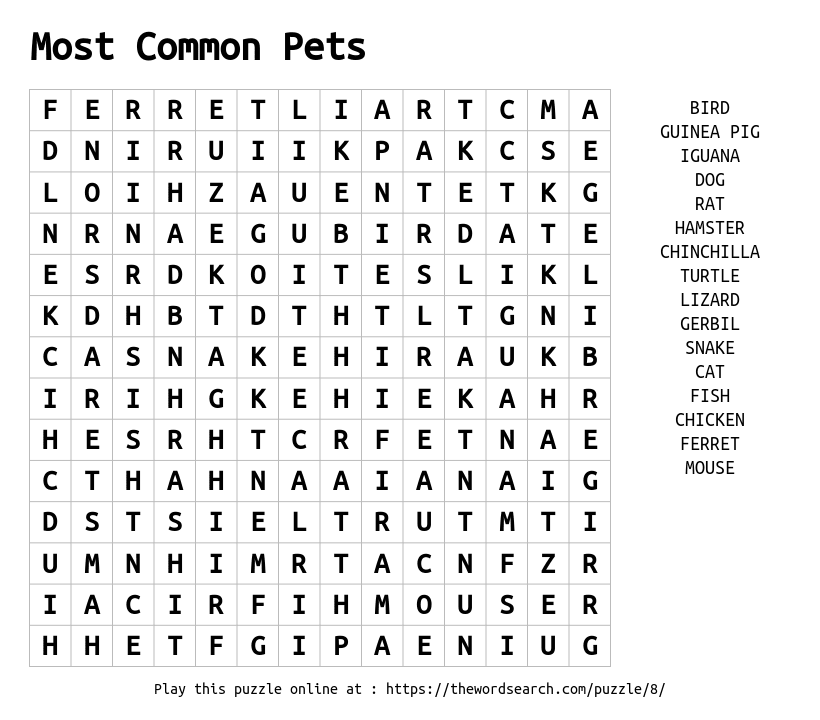 Most Common Pets
F E R R E T L I A R T C M A
D N I R U I I K P A K C S E
L O I H Z A U E N T E T K G
N R N A E G U B I R D A T E
E S R D K O I T E S L I K L
K D H B T D T H T L T G N I
C A S N A K E H I R A U K B
I R I H G K E H I E K A H R
H E S R H T C R F E T N A E
C T H A H N A A I A N A I G
D S T S I E L T R U T M T I
U M N H I M R T A C N F Z R
I A C I R F I H M O U S E R
H H E T F G I P A E N I U G
BIRD
GUINEA PIG
IGUANA
DOG
RAT
HAMSTER
CHINCHILLA
TURTLE
LIZARD
GERBIL
SNAKE
CAT
FISH
CHICKEN
FERRET
MOUSE
Play this puzzle online at : https://thewordsearch.com/puzzle/8/